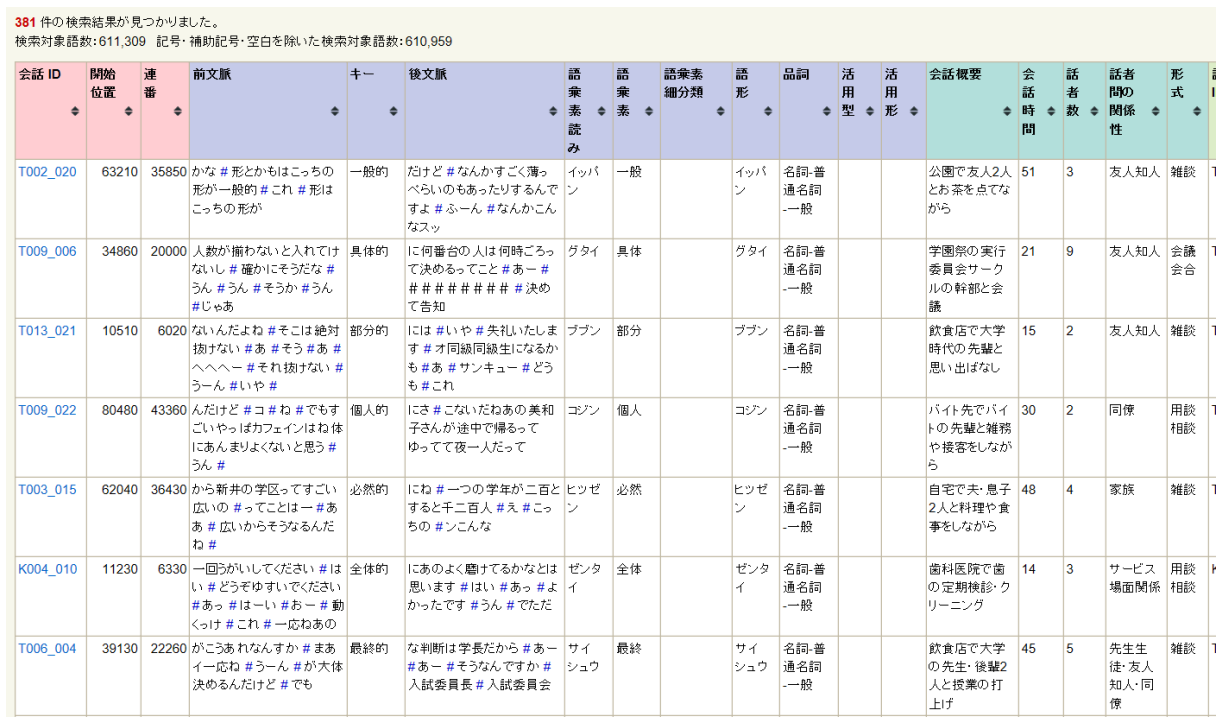 381 件の検索結果が見つかりました。
検索対象語数:611,309 記号・補助記号・空白を除いた検索対象語数:610,959
会話 ID 開始位置 連番 前文脈 キー 後文脈 語彙素読み 語彙素 語彙素細分類 語形 品詞 活用型 活用形 会話概要 会話時間 話者数 話者間の関係性 形式
T002_020 63210 35850 かな # 形とかもはこっちの 一般的 だけど # なんかすごく薄っ イッパ 一般 イッパ 名詞-普 公園で友人2人 51 3 友人知人 雑談
形が一般的 # これ # 形は ぺらいのもあったりするんで ン ン 通名詞 とお茶を点てな
こっちの形が すよ # ふーん # なんかこん -一般 がら
なスッ
T009_006 34860 20000 人数が揃わないと入れてけ 具体的 に何番台の人は何時ごろっ グタイ 具体 グタイ 名詞-普 学園祭の実行 21 9 友人知人 会議
ないし # 確かにそうだな # て決めるってこと # あー # 通名詞 委員会サーク 会合
うん # うん # そうか # うん ######## # 決め -一般 ルの幹部と会
#じゃあ て告知 議
T013_021 10510 6020 ないんだよね # そこは絶対 部分的 には # いや # 失礼いたしま ブブン 部分 ブブン 名詞-普 飲食店で大学 15 2 友人知人 雑談
抜けない # あ # そう # あ # す # オ同級同級生になるか 通名詞 時代の先輩と
へへへー # それ抜けない # も # あ # サンキュー # どう -一般 思い出ばなし
うーん # いや # も # これ
T009_022 80480 43360 んだけど # コ # ね # でもす 個人的 にさ # こないだねあの美和 コジン 個人 コジン 名詞-普 バイト先でバイ 30 2 同僚 用談
ごいやっぱカフェインはね体 子さんが途中で帰るって 通名詞 トの先輩と雑務 相談
にあんまりよくないと思う # ゆってて夜一人だって -一般 や接客をしなが
うん # ら
T003_015 62040 36430 から新井の学区ってすごい 必然的 にね # 一つの学年が二百と ヒツゼ 必然 ヒツゼ 名詞-普 自宅で夫・息子 48 4 家族 雑談
広いの # ってことは一 # あ すると千二百人 # え # こっ ン ン 通名詞 2人と料理や食
あ # 広いからそうなるんだ ちの # ンこんな -一般 事をしながら
ね #
K004_010 11230 6330 一回うがいしてください # は 全体的 にあのよく磨けてるかなとは ゼンタ 全体 ゼンタ 名詞-普 歯科医院で歯 14 3 サービス 用談
い # どうぞゆすいでください 思います # はい # あっ # よ イ イ 通名詞 の定期検診・ク 場面関係 相談
#あっ # はーい # おー # 動 かったです # うん # でただ -一般 リーニング
くっけ # これ # 一応ねあの
T006_004 39130 22260 がこうあれなんすか # まあ 最終的 な判断は学長だから # あー サイ 最終 サイ 名詞-普 飲食店で大学 45 5 先生生 雑談
イ一応ね # うーん # が大体 #あー # そうなんですか # シュウ シュウ 通名詞 の先生・後輩2 徒・友人
決めるんだけど # でも 入試委員長 # 入試委員会 -一般 人と授業の打 知人・同
上げ 僚